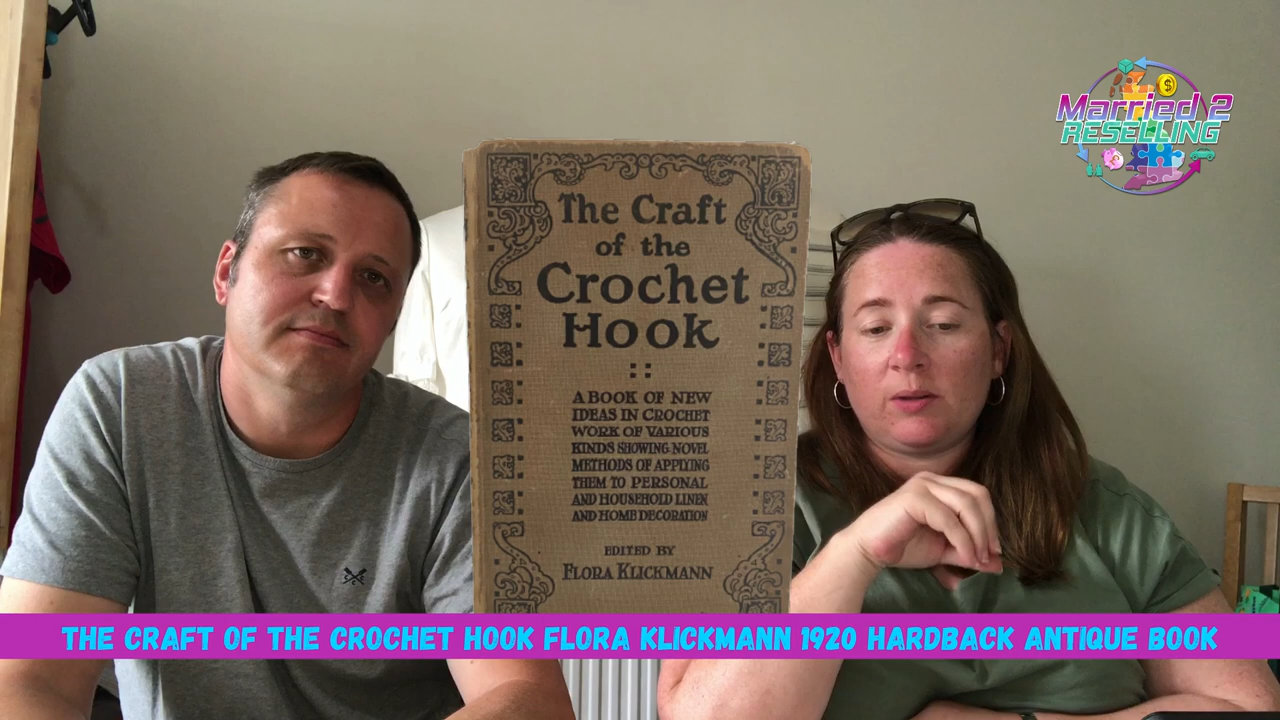 Married 2
RESELLING
The Craft
of the
Crochet
Hook
A BOOK OF NEW
IDEAS IN CROCHET
WORK OF VARIOUS
KINDS SHOWING NOVEL
METHODS OF APPLYING
THEM TO PERSONAL
AND HOUSEHOLD LINEN
AND HOME DECORATION
EDITED BY
FLORA KLICKMANN
THE CRAFT OF THE CROCHET HOOK FLORA KLICKMANN 1920 HARDBACK ANTIQUE BOOK